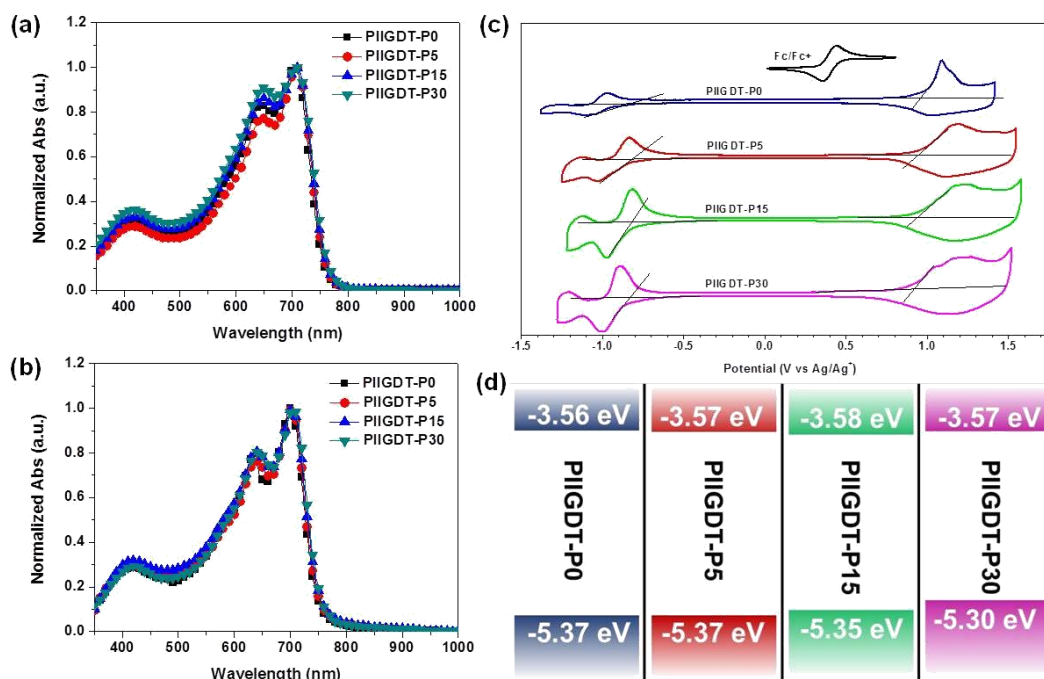 (a)
1.2
1.0
0.8
0.6
0.4
0.2
0.0
Normalized Abs (a.u.)
PIIGDT-P0
PIIGDT-P5
PIIGDT-P15
PIIGDT-P30
400 500 600 700 800 900 1000
Wavelength (nm)
(b)
1.2
1.0
0.8
0.6
0.4
0.2
0.0
Normalized Abs (a.u.)
PIIGDT-P0
PIIGDT-P5
PIIGDT-P15
PIIGDT-P30
400 500 600 700 800 900 1000
Wavelength (nm)
(c)
Fc/Fc+
PIIGDT-P0
PIIGDT-P5
PIIGDT-P15
PIIGDT-P30
-1.5 -1.0 -0.5 0.0 0.5 1.0 1.5
Potential (V vs Ag/Ag+)
(d)
-3.56 eV -3.57 eV -3.58 eV -3.57 eV
PIIGDT-P0
PIIGDT-P5
PIIGDT-P15
PIIGDT-P30
-5.37 eV -5.37 eV -5.35 eV -5.30 eV